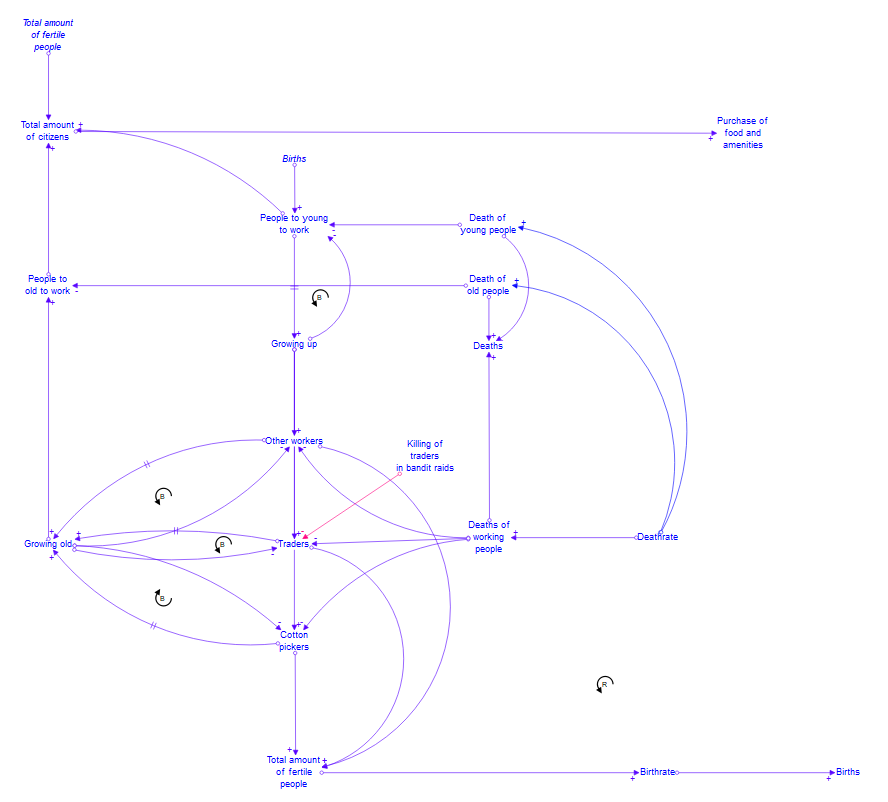 Total amount
of fertile
people
Total amount +
of citizens
+
+
Purchase of
food and
amenities
+
Births
+
People to young
to work
-
Death of
young people
+
People to
old to work
-
+
Death of
old people
+
B
+
Growing up
+
Deaths
+
+
Other workers
-
-
Killing of
traders
in bandit raids
B
+
Growing old
+
+
B
-
+
-
Traders
-
Deaths of
working
people
+
Deathrate
B
-
+
-
Cotton
pickers
R
+
Total amount
of fertile
people
+
+
Birthrate
+
Births